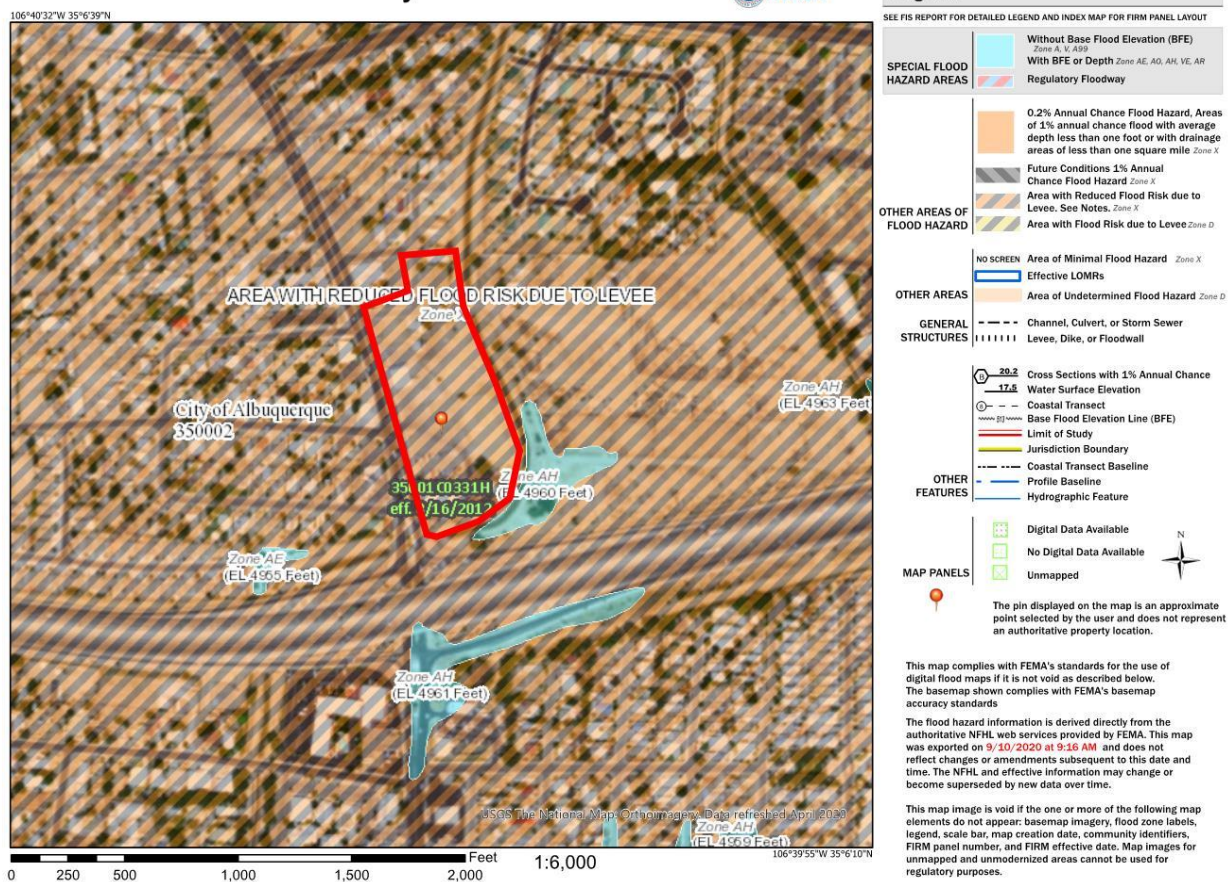 106°40'32"W 35°6'39"N
AREA WITH REDUCED FLOOD RISK DUE TO LEVEE
Zone X
Zone AH
(EL 4963 Feet)
City of Albuquerque
350002
Zone AH
(EL 4960 Feet)
35001C0331H
eff. 8/16/2012
Zone AE
(EL 4955 Feet)
Zone AH
(EL 4961 Feet)
USGS The National Map: Orthoimagery. Data refreshed April 2020
Zone AH
(EL 4959 Feet)
106°39'55"W 35°6'10"N
Feet
1:6,000
0 250 500 1,000 1,500 2,000
SEE FIS REPORT FOR DETAILED LEGEND AND INDEX MAP FOR FIRM PANEL LAYOUT
SPECIAL FLOOD
HAZARD AREAS
Without Base Flood Elevation (BFE)
Zone A, V, A99
With BFE or Depth Zone AE, AO, AH, VE, AR
Regulatory Floodway
OTHER AREAS OF
FLOOD HAZARD
0.2% Annual Chance Flood Hazard, Areas
of 1% annual chance flood with average
depth less than one foot or with drainage
areas of less than one square mile Zone X
Future Conditions 1% Annual
Chance Flood Hazard Zone X
Area with Reduced Flood Risk due to
Levee. See Notes. Zone X
Area with Flood Risk due to Levee Zone D
OTHER AREAS
NO SCREEN Area of Minimal Flood Hazard Zone X
Effective LOMRs
Area of Undetermined Flood Hazard Zone D
GENERAL
STRUCTURES
Channel, Culvert, or Storm Sewer
Levee, Dike, or Floodwall
OTHER
FEATURES
B 20.2 Cross Sections with 1% Annual Chance
17.5 Water Surface Elevation
8 Coastal Transect
513 Base Flood Elevation Line (BFE)
Limit of Study
Jurisdiction Boundary
Coastal Transect Baseline
Profile Baseline
Hydrographic Feature
MAP PANELS
Digital Data Available
No Digital Data Available
Unmapped
N
The pin displayed on the map is an approximate
point selected by the user and does not represent
an authoritative property location.
This map complies with FEMA's standards for the use of
digital flood maps if it is not void as described below.
The basemap shown complies with FEMA's basemap
accuracy standards
The flood hazard information is derived directly from the
authoritative NFHL web services provided by FEMA. This map
was exported on 9/10/2020 at 9:16 AM and does not
reflect changes or amendments subsequent to this date and
time. The NFHL and effective information may change or
become superseded by new data over time.
This map image is void if the one or more of the following map
elements do not appear: basemap imagery, flood zone labels,
legend, scale bar, map creation date, community identifiers,
FIRM panel number, and FIRM effective date. Map images for
unmapped and unmodernized areas cannot be used for
regulatory purposes.